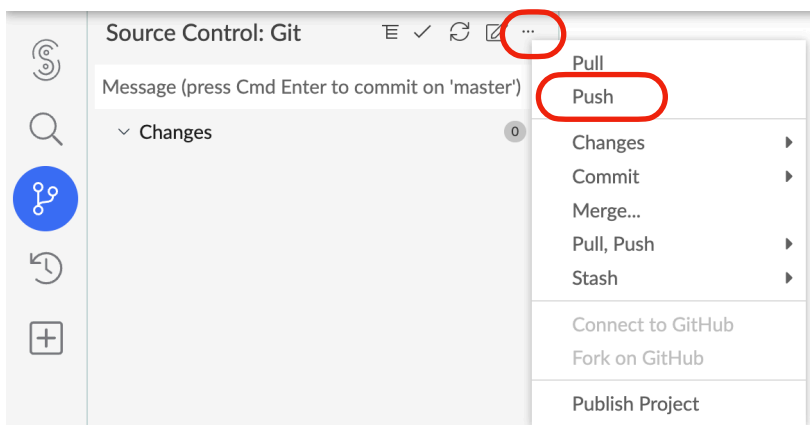 Source Control: Git
...
Message (press Cmd Enter to commit on 'master')
Changes
0
Pull
Push
Changes
Commit
Merge...
Pull, Push
Stash
Connect to GitHub
Fork on GitHub
Publish Project